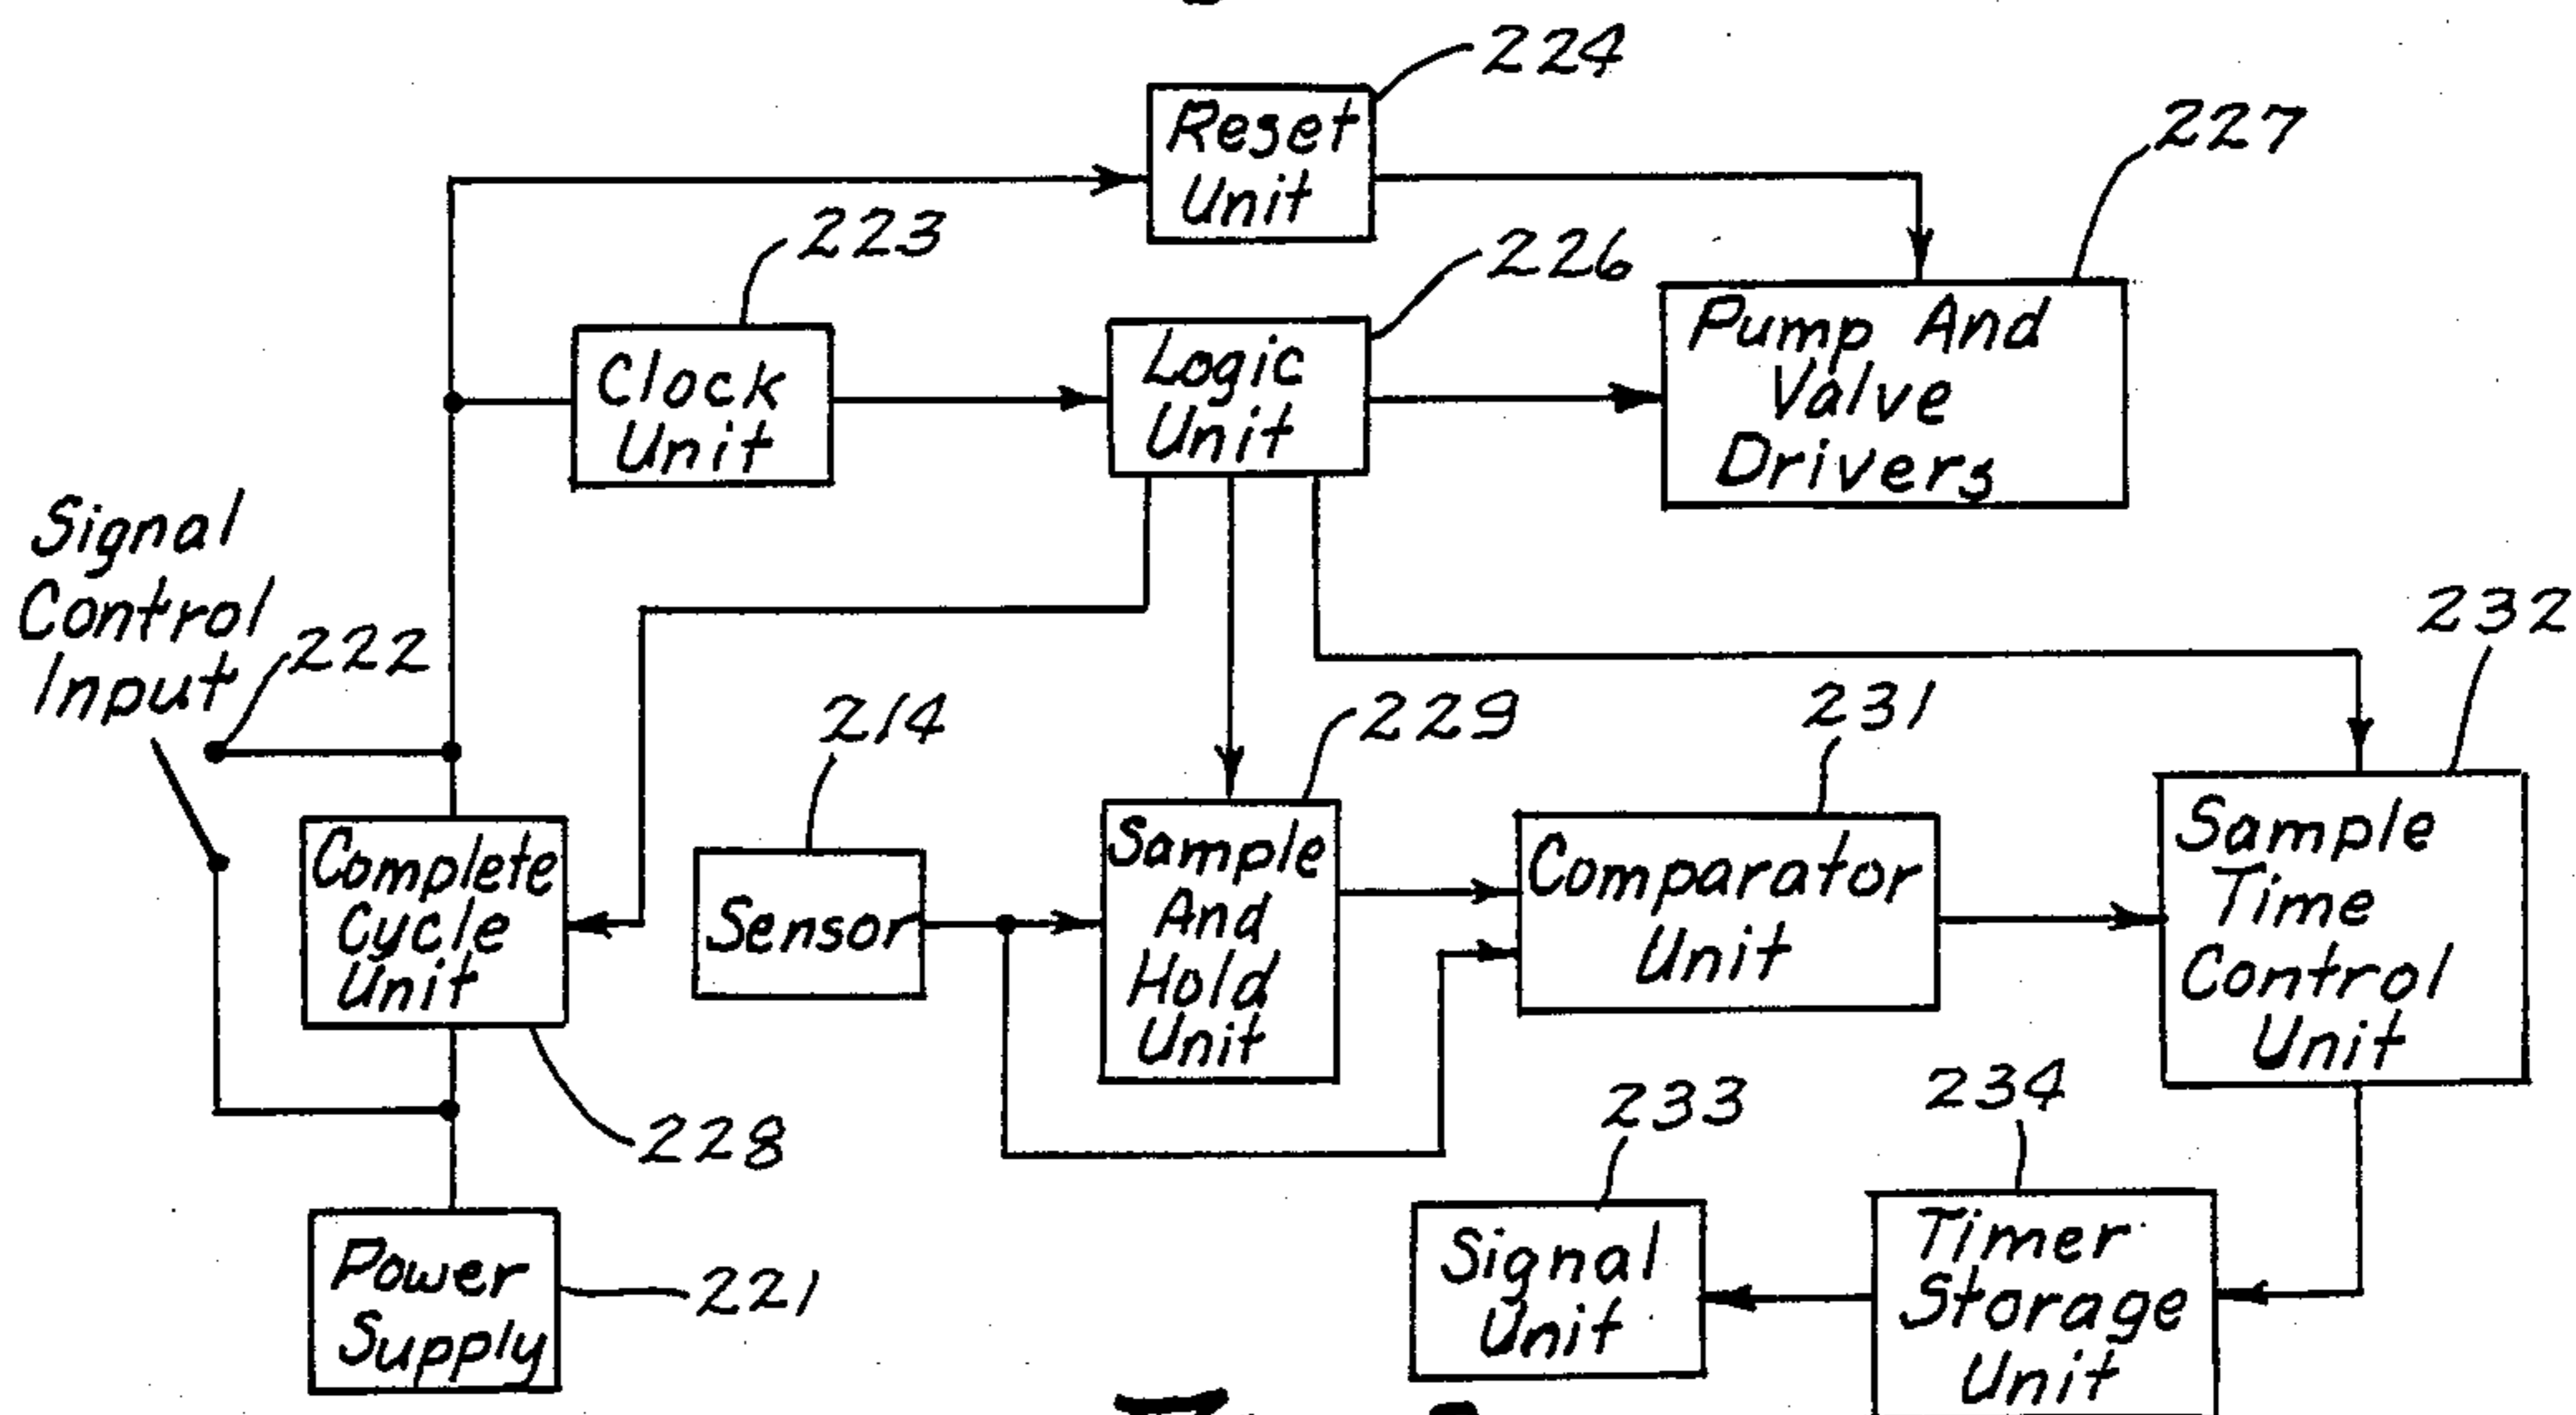 224
Reset
Unit
227
223
226
Clock
Unit
Logic
Unit
Pump And
Valve
Drivers
Signal
Control
Input
222
232
214
229
231
Complete
Cycle
Unit
Sensor
Sample
And
Hold
Unit
Comparator
Unit
Sample
Time
Control
Unit
228
233
234
Power
Supply
221
Signal
Unit
Timer
Storage
Unit